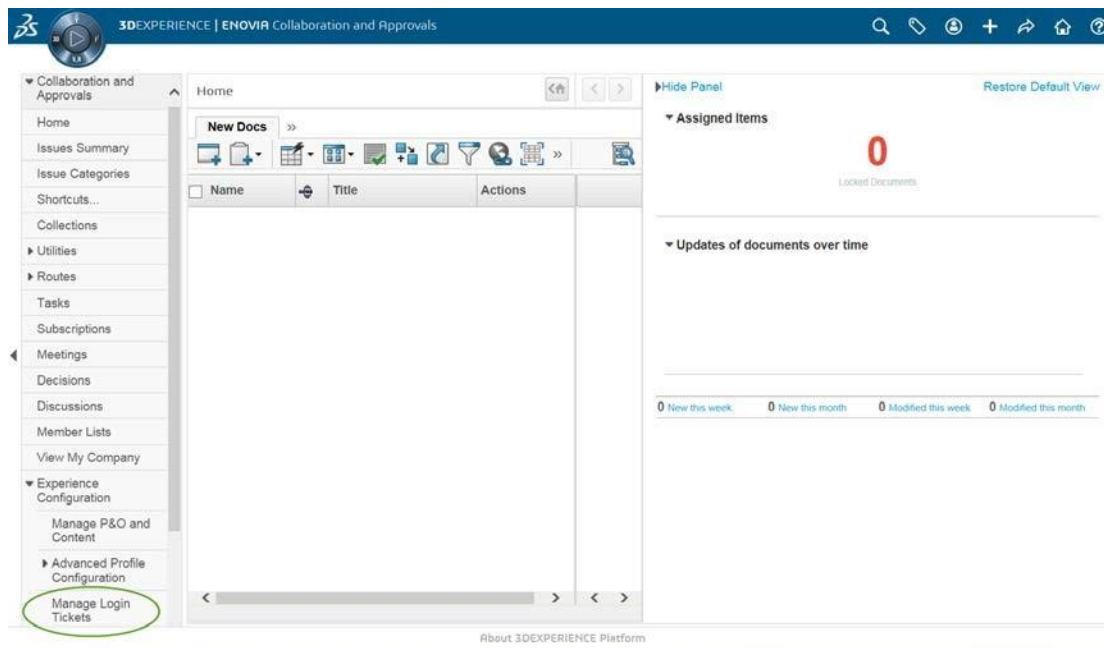 3DEXPERIENCE | ENOVIA Collaboration and Approvals
Collaboration and
Approvals
Home
Issues Summary
Issue Categories
Shortcuts...
Collections
Utilities
Routes
Tasks
Subscriptions
Meetings
Decisions
Discussions
Member Lists
View My Company
Experience
Configuration
Manage P&O and
Content
Advanced Profile
Configuration
Manage Login
Tickets
Home
New Docs »
Name Title Actions
Hide Panel Restore Default View
Assigned Items
0
Locked Documents
Updates of documents over time
0 New this week 0 New this month 0 Modified this week 0 Modified this month
About 3DEXPERIENCE Platform